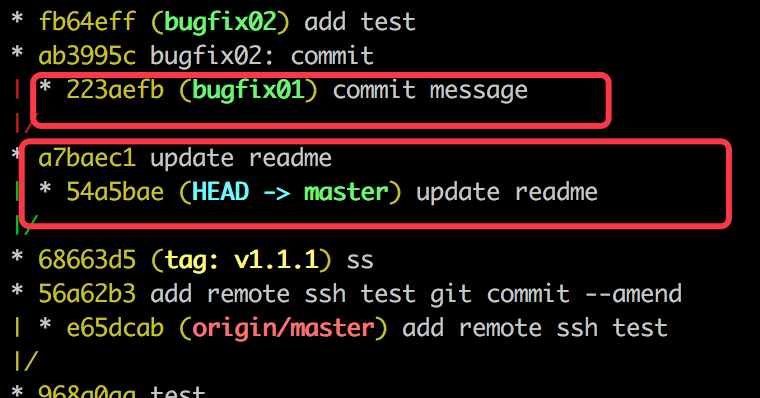 * fb64eff (bugfix02) add test
* ab3995c bugfix02: commit
| * 223aefb (bugfix01) commit message
|/
* a7baec1 update readme
| * 54a5bae (HEAD -> master) update readme
|/
* 68663d5 (tag: v1.1.1) ss
* 56a62b3 add remote ssh test git commit --amend
| * e65dcab (origin/master) add remote ssh test
|/
* 968a0aa test